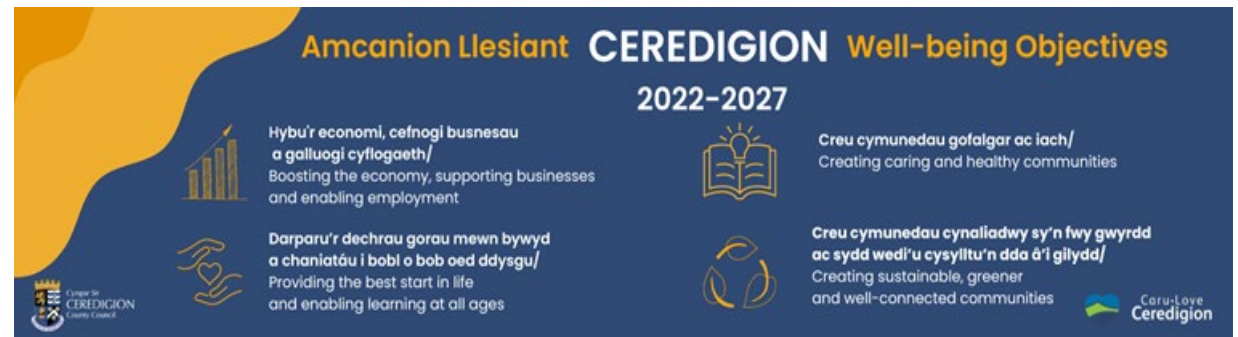 Amcanion Llesiant CEREDIGION Well-being Objectives
2022-2027
Hybu'r economi, cefnogi busnesau
a galluogi cyflogaeth/
Boosting the economy, supporting businesses
and enabling employment
Creu cymunedau gofalgar ac iach/
Creating caring and healthy communities
Darparu'r dechrau gorau mewn bywyd
a chaniatáu i bobl o bob oed ddysgu/
Providing the best start in life
and enabling learning at all ages
Creu cymunedau cynaliadwy sy'n fwy gwyrdd
ac sydd wedi'u cysylltu'n dda â'i gilydd/
Creating sustainable, greener
and well-connected communities
Cyngor Sir
CEREDIGION
County Council
Caru-Love
Ceredigion